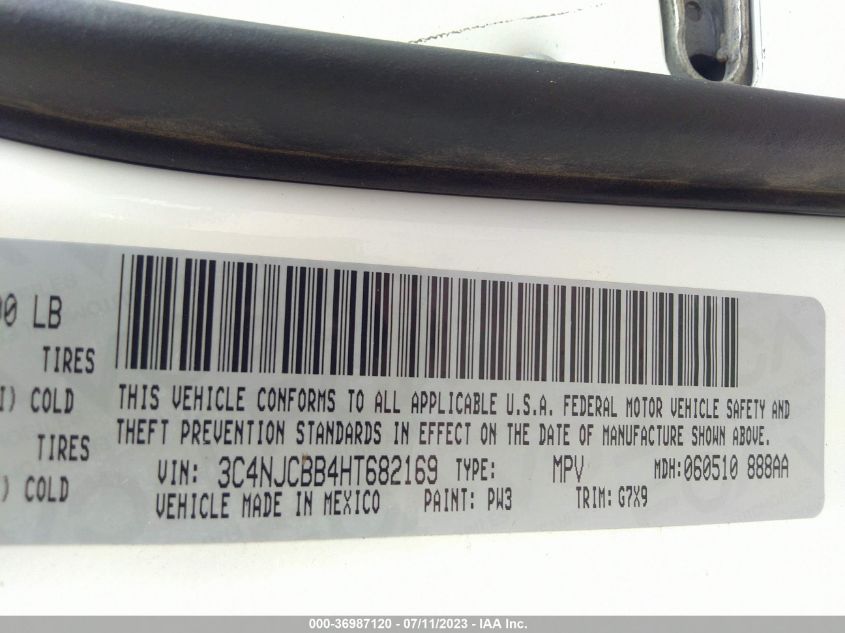 00 LB
TIRES
I) COLD
TIRES
) COLD
THIS VEHICLE CONFORMS TO ALL APPLICABLE U.S.A. FEDERAL MOTOR VEHICLE SAFETY AND
THEFT PREVENTION STANDARDS IN EFFECT ON THE DATE OF MANUFACTURE SHOWN ABOVE.
VIN: 3C4NJCBB4HT682169 TYPE: MPV MDH: 060510 888AA
VEHICLE MADE IN MEXICO PAINT: PW3 TRIM: G7X9
000-36987120 - 07/11/2023 - IAA Inc.